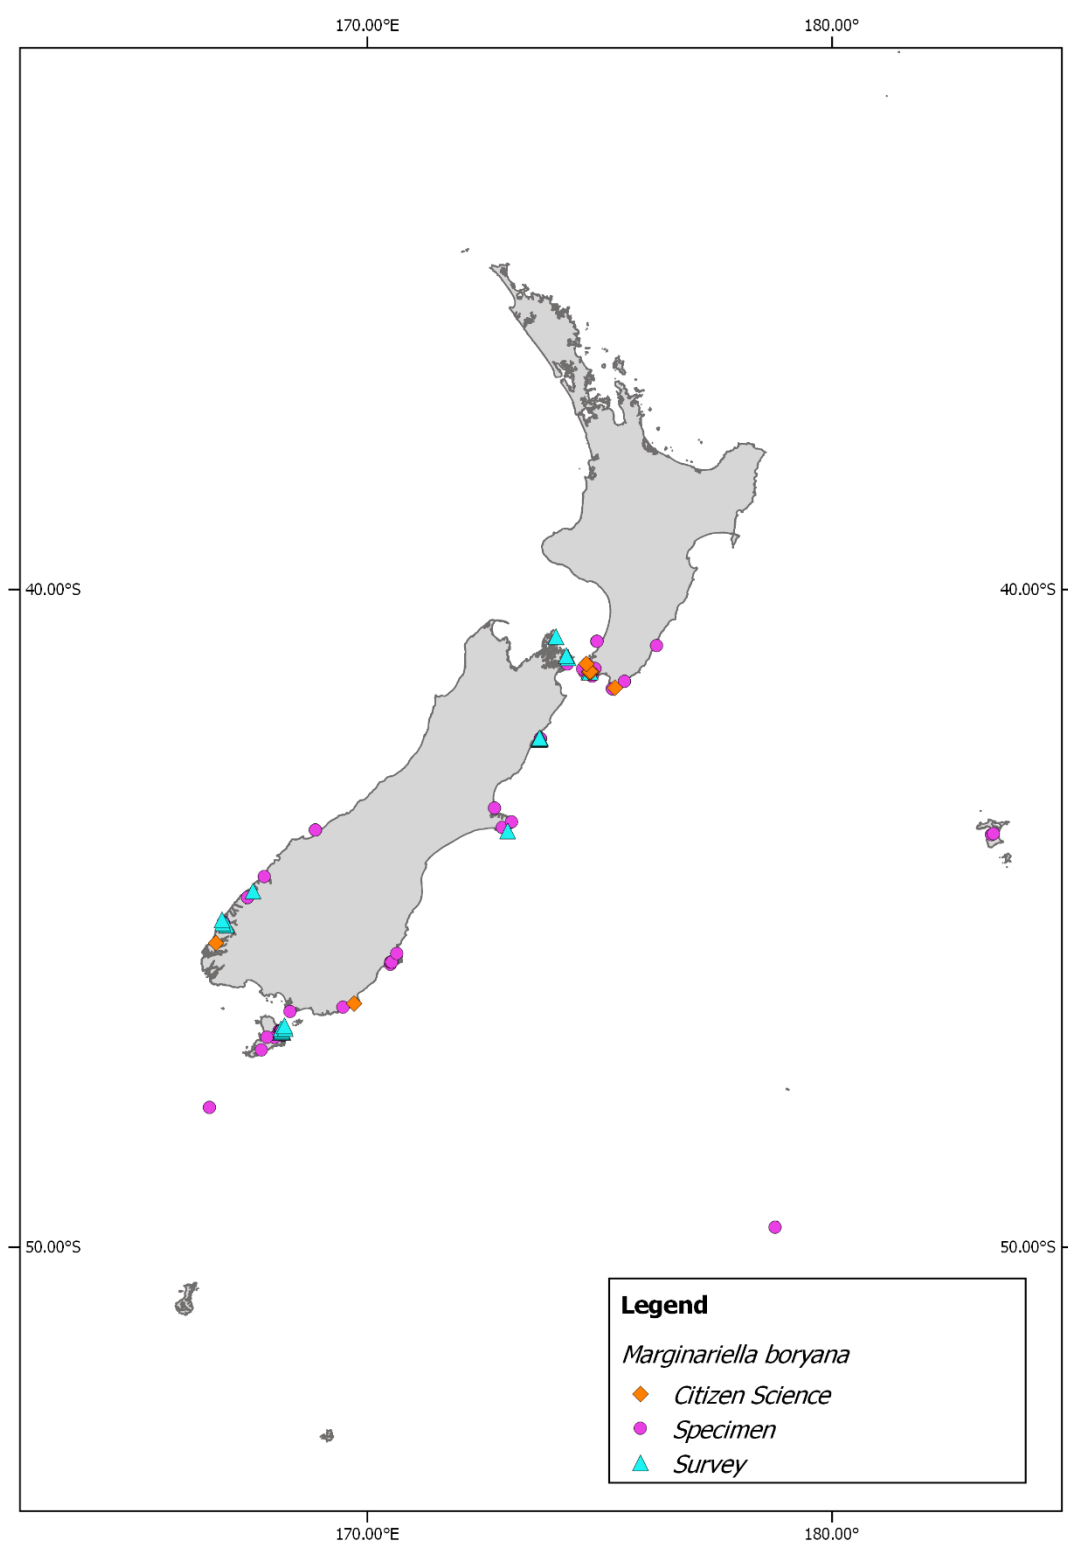 170.00°E 180.00°
40.00°S 40.00°S
50.00°S 50.00°S
Legend
Marginariella boryana
Citizen Science
Specimen
Survey
170.00°E 180.00°